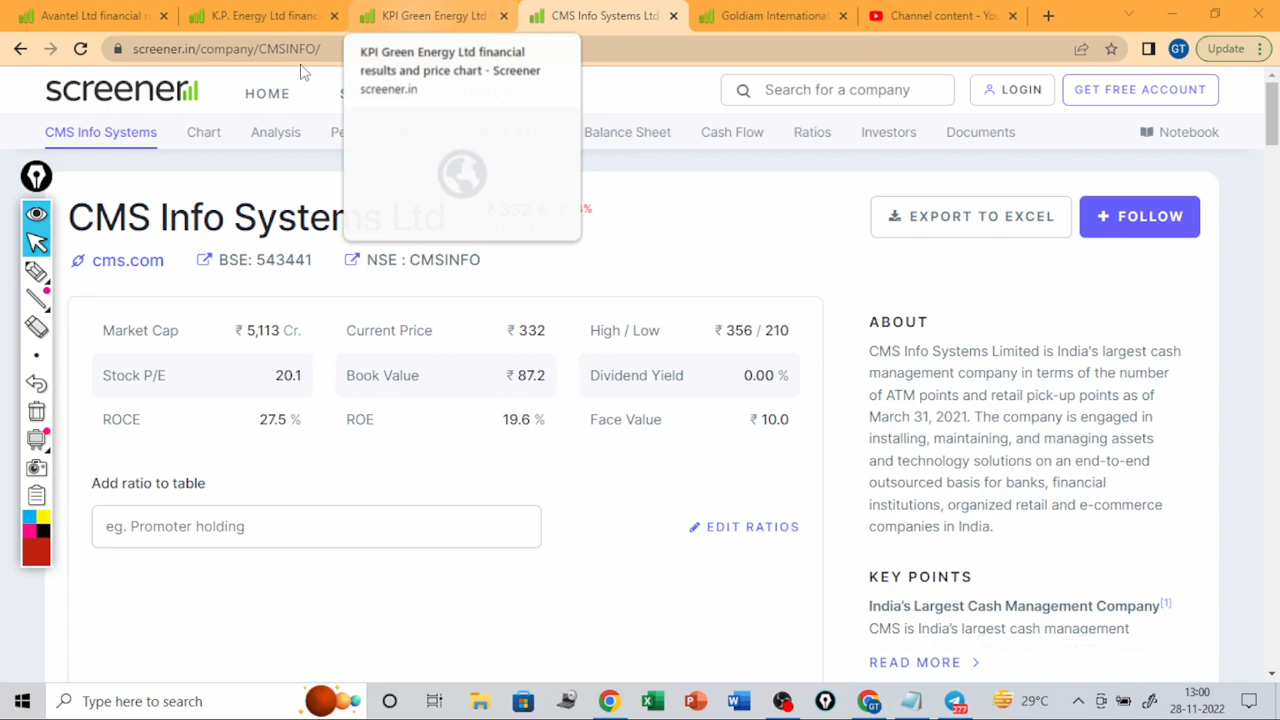 Avantel Ltd financial re
K.P. Energy Ltd financ
KPI Green Energy Ltd f
CMS Info Systems Ltd
Goldiam International
Channel content - You
screener.in/company/CMSINFO/
GT
Update
KPI Green Energy Ltd financial
results and price chart - Screener
screener.in
screener
HOME
Search for a company
LOGIN
GET FREE ACCOUNT
CMS Info Systems
Chart
Analysis
Balance Sheet
Cash Flow
Ratios
Investors
Documents
Notebook
CMS Info Systems Ltd
EXPORT TO EXCEL
+ FOLLOW
cms.com
BSE: 543441
NSE : CMSINFO
Market Cap ₹ 5,113 Cr.
Current Price ₹ 332
High / Low ₹ 356 / 210
Stock P/E 20.1
Book Value ₹ 87.2
Dividend Yield 0.00 %
ROCE 27.5 %
ROE 19.6 %
Face Value ₹ 10.0
Add ratio to table
eg. Promoter holding
EDIT RATIOS
ABOUT
CMS Info Systems Limited is India's largest cash
management company in terms of the number
of ATM points and retail pick-up points as of
March 31, 2021. The company is engaged in
installing, maintaining, and managing assets
and technology solutions on an end-to-end
outsourced basis for banks, financial
institutions, organized retail and e-commerce
companies in India.
KEY POINTS
India's Largest Cash Management Company[1]
CMS is India's largest cash management
READ MORE
Type here to search
GT
277
29°C
13:00
28-11-2022